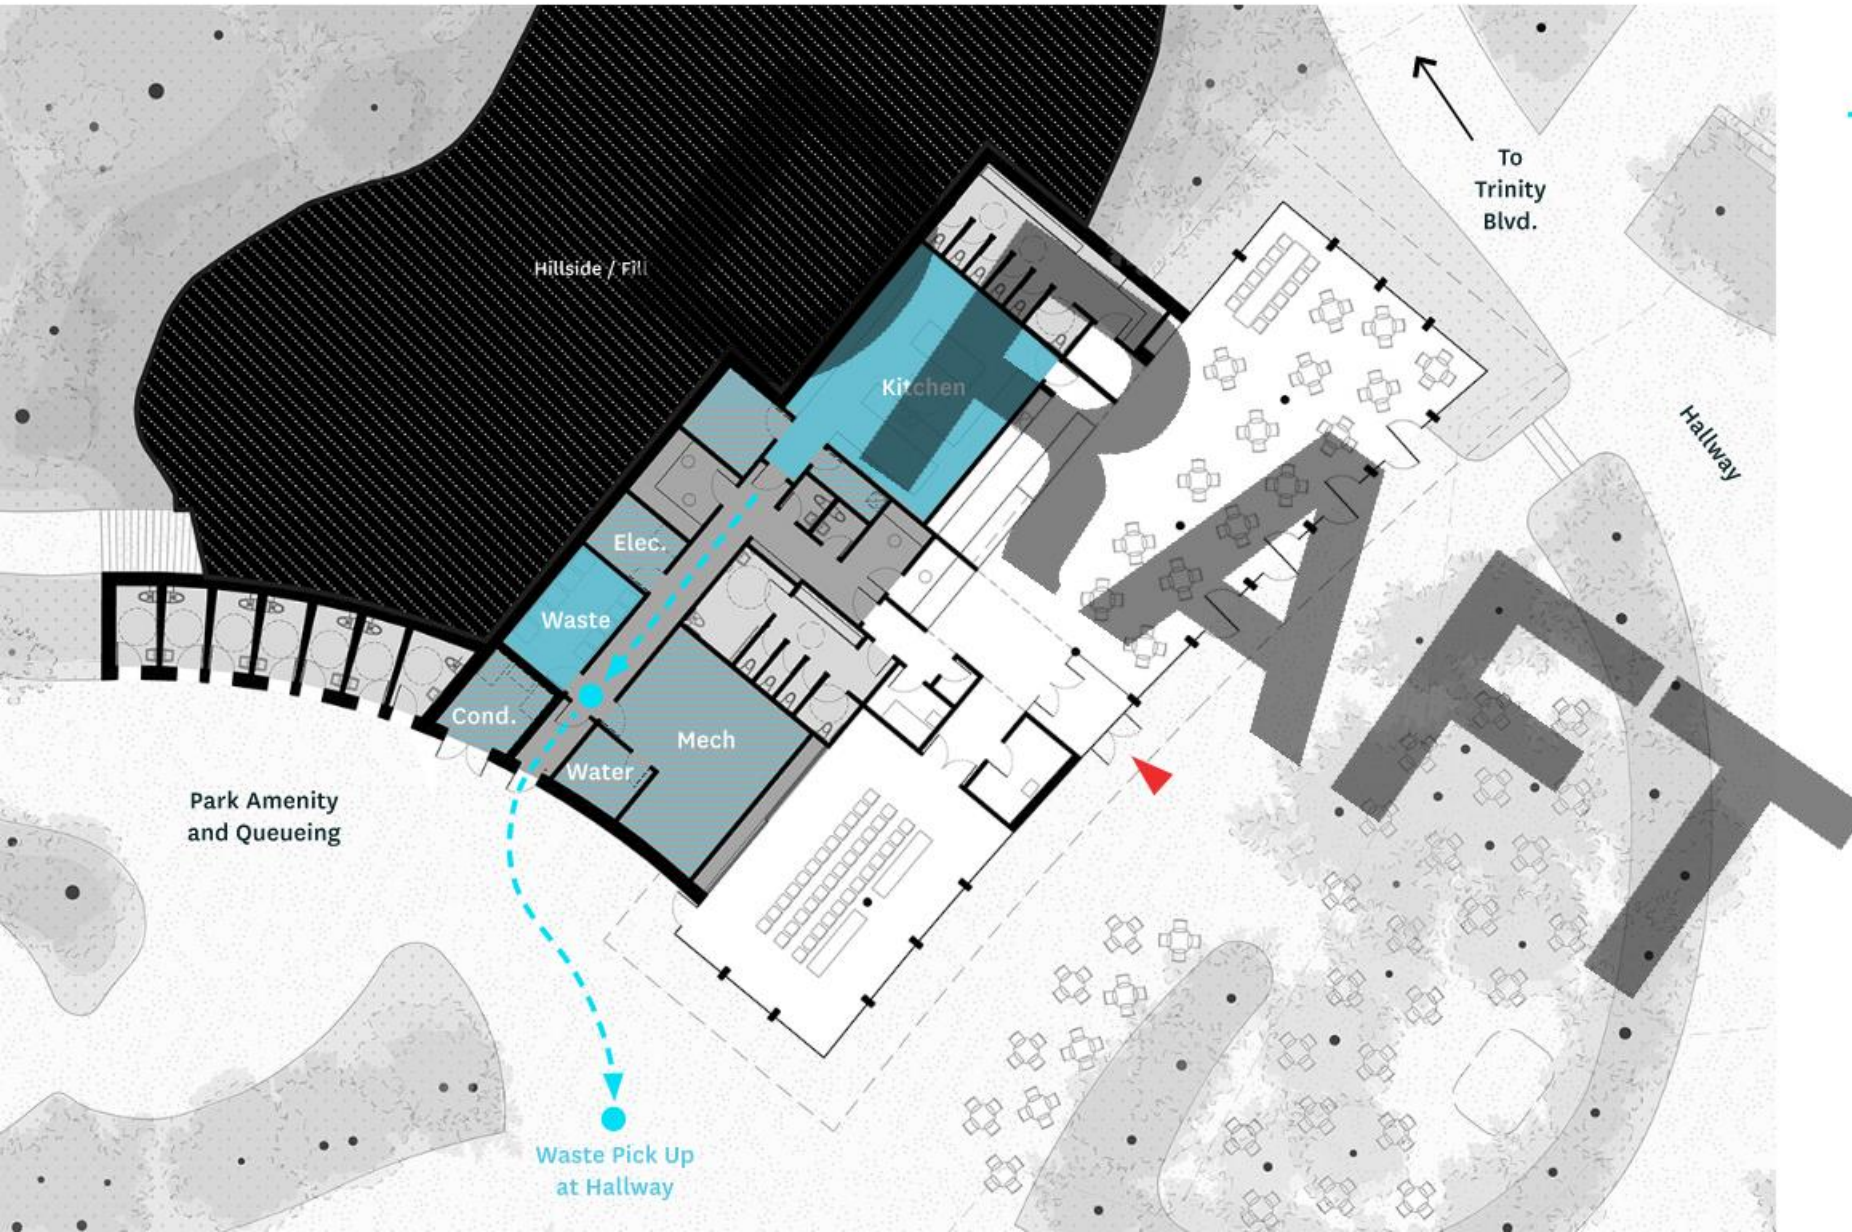 To
Trinity
Blvd.
Hillside / Fill
Kitchen
Hallway
Elec.
Waste
Cond.
Mech
Water
Park Amenity
and Queueing
Waste Pick Up
at Hallway
DRAFT